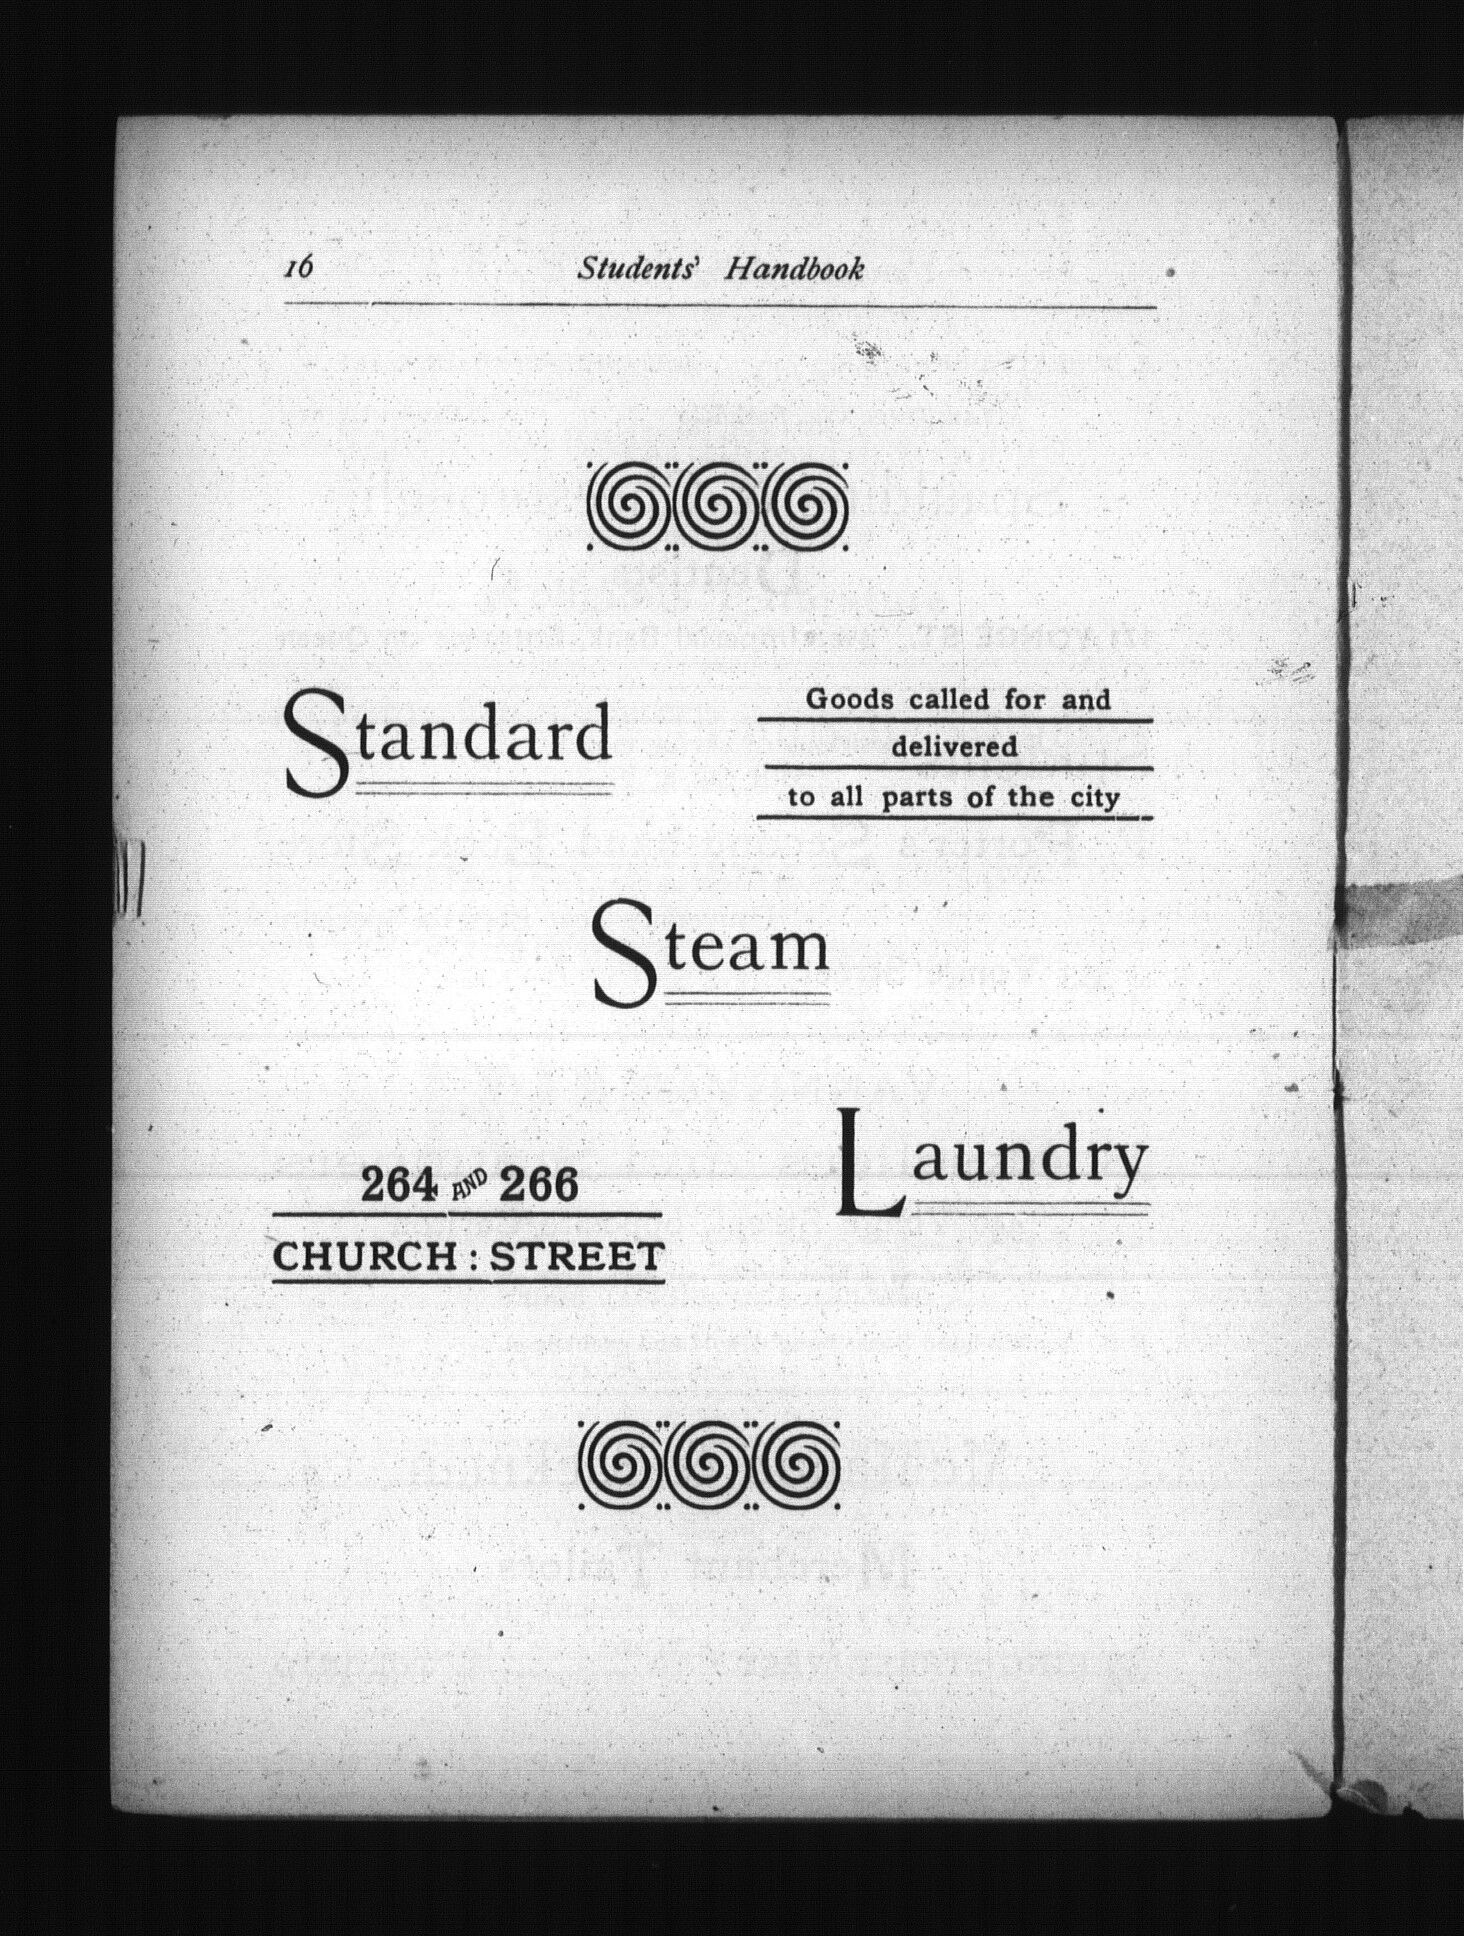 16 Students' Handbook
Standard
Goods called for and
delivered
to all parts of the city
Steam
Laundry
264 AND 266
CHURCH : STREET